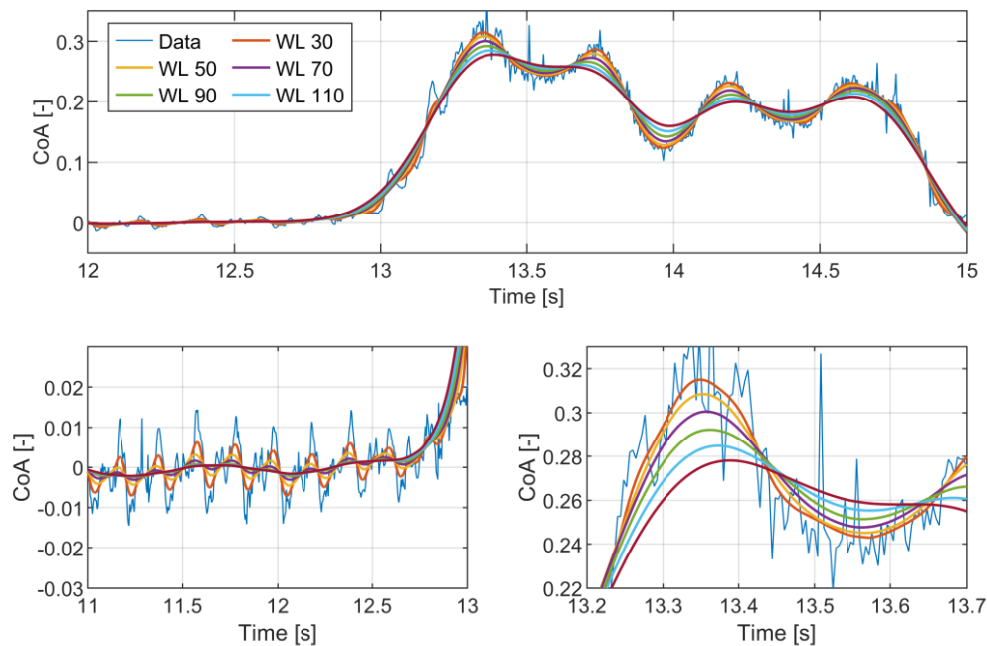 CoA [-]
0.3
0.2
0.1
0
Data WL 30
WL 50 WL 70
WL 90 WL 110
12 12.5 13 13.5 14 14.5 15
Time [s]
CoA [-]
0.02
0.01
0
-0.01
-0.02
-0.03
11 11.5 12 12.5 13
Time [s]
CoA [-]
0.32
0.3
0.28
0.26
0.24
0.22
13.2 13.3 13.4 13.5 13.6 13.7
Time [s]